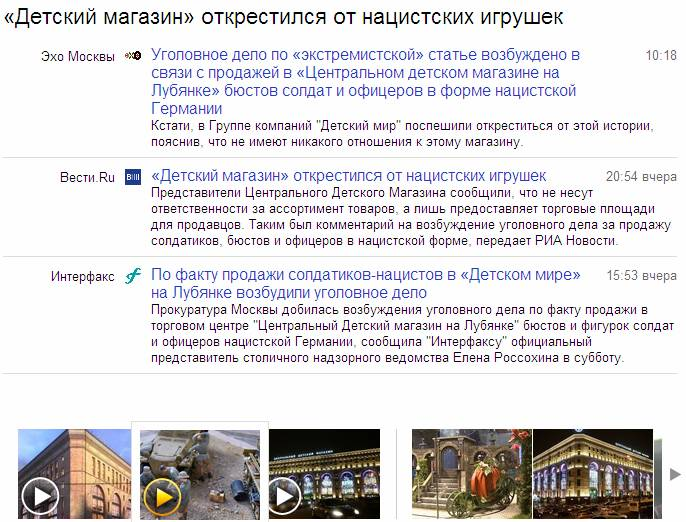 «Детский магазин» открестился от нацистских игрушек
Эхо Москвы
Уголовное дело по «экстремистской» статье возбуждено в
10:18
связи с продажей в «Центральном детском магазине на
Лубянке» бюстов солдат и офицеров в форме нацистской
Германии
Кстати, в Группе компаний "Детский мир" поспешили откреститься от этой истории,
пояснив, что не имеют никакого отношения к этому магазину.
Вести.Ru
«Детский магазин» открестился от нацистских игрушек
20:54 вчера
Представители Центрального Детского Магазина сообщили, что не несут
ответственности за ассортимент товаров, а лишь предоставляет торговые площади
для продавцов. Таким был комментарий на возбуждение уголовного дела за продажу
солдатиков, бюстов и офицеров в нацистской форме, передает РИА Новости.
Интерфакс
По факту продажи солдатиков-нацистов в «Детском мире»
15:53 вчера
на Лубянке возбудили уголовное дело
Прокуратура Москвы добилась возбуждения уголовного дела по факту продажи в
торговом центре "Центральный Детский магазин на Лубянке" бюстов и фигурок солдат
и офицеров нацистской Германии, сообщила "Интерфаксу" официальный
представитель столичного надзорного ведомства Елена Россохина в субботу.